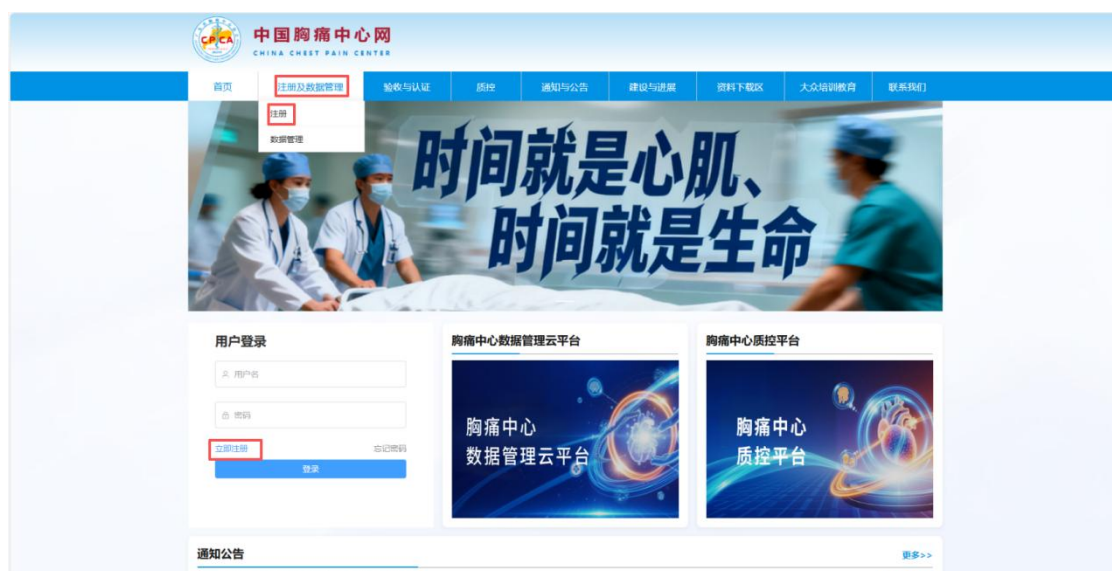 CPCA
中国胸痛中心网
CHINA CHEST PAIN CENTER
首页 注册及数据管理 验收与认证 质控 通知与公告 建设与进展 资料下载区 大众培训教育 联系我们
注册
数据管理
时间就是心肌、
时间就是生命
用户登录
用户名
密码
立即注册 忘记密码
登录
胸痛中心数据管理云平台
胸痛中心
数据管理云平台
胸痛中心质控平台
胸痛中心
质控平台
通知公告 更多>>